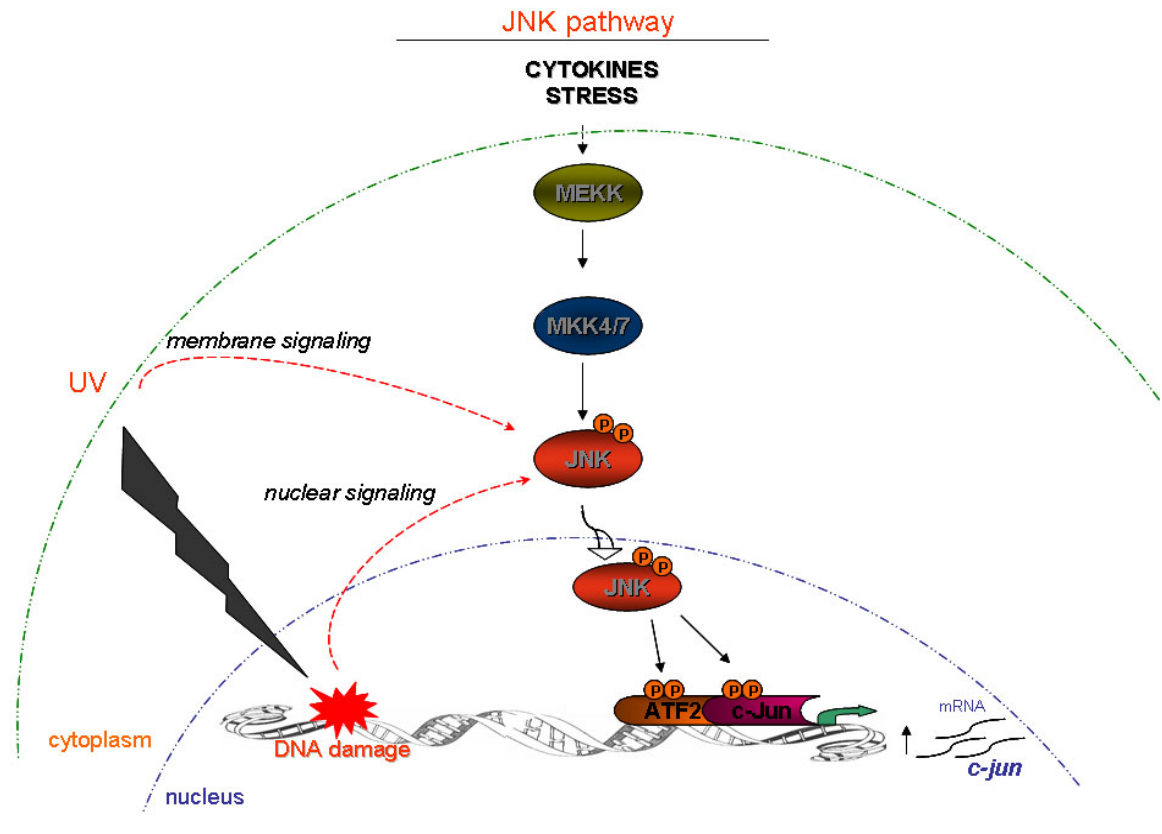 JNK pathway
CYTOKINES
STRESS
MEKK
MKK4/7
membrane signaling
UV
P
P
JNK
nuclear signaling
P
P
JNK
P P
P P
ATF2
c-Jun
mRNA
cytoplasm
DNA damage
c-jun
nucleus